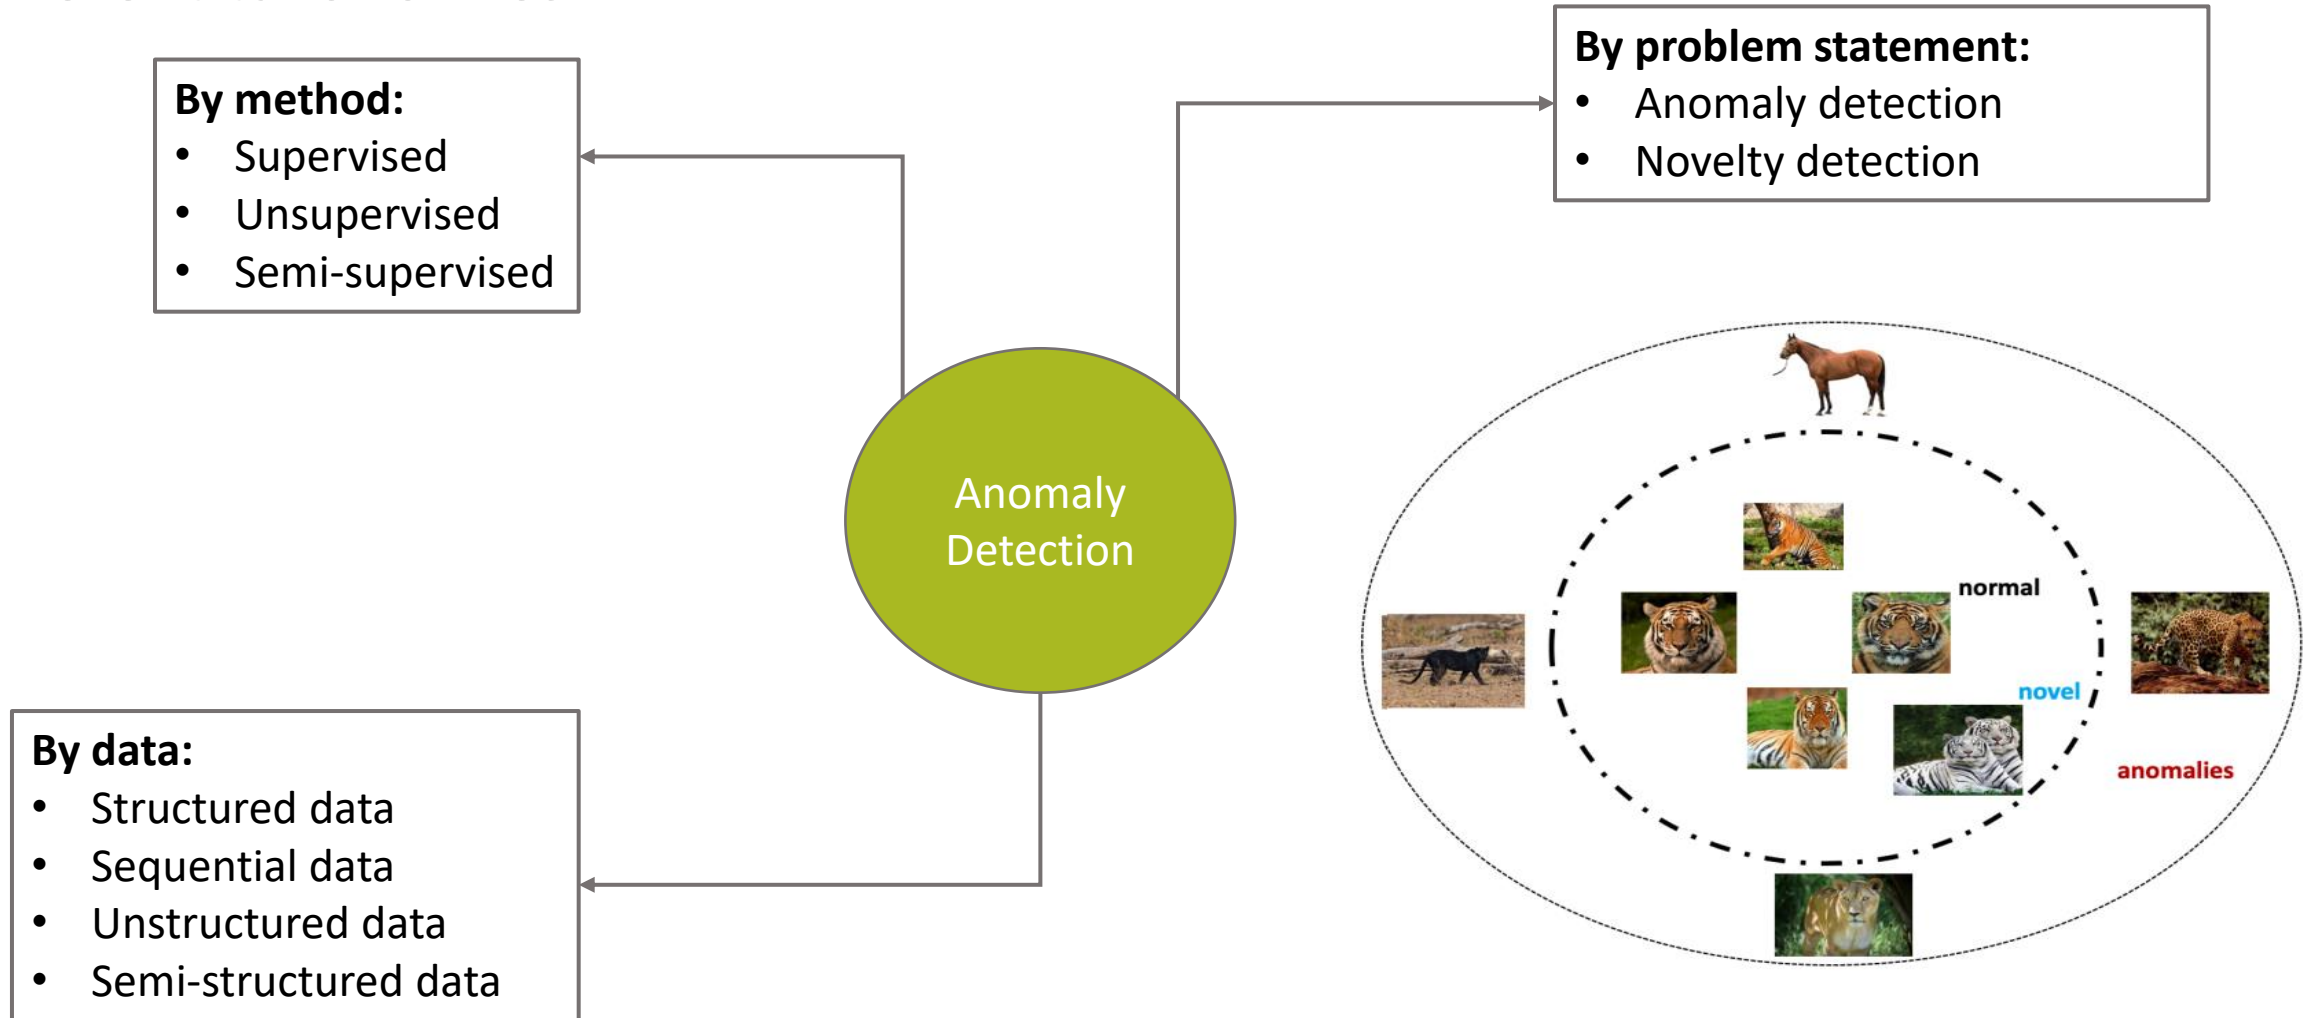 By method:
• Supervised
• Unsupervised
• Semi-supervised
By problem statement:
• Anomaly detection
• Novelty detection
Anomaly
Detection
normal
novel
anomalies
By data:
• Structured data
• Sequential data
• Unstructured data
• Semi-structured data